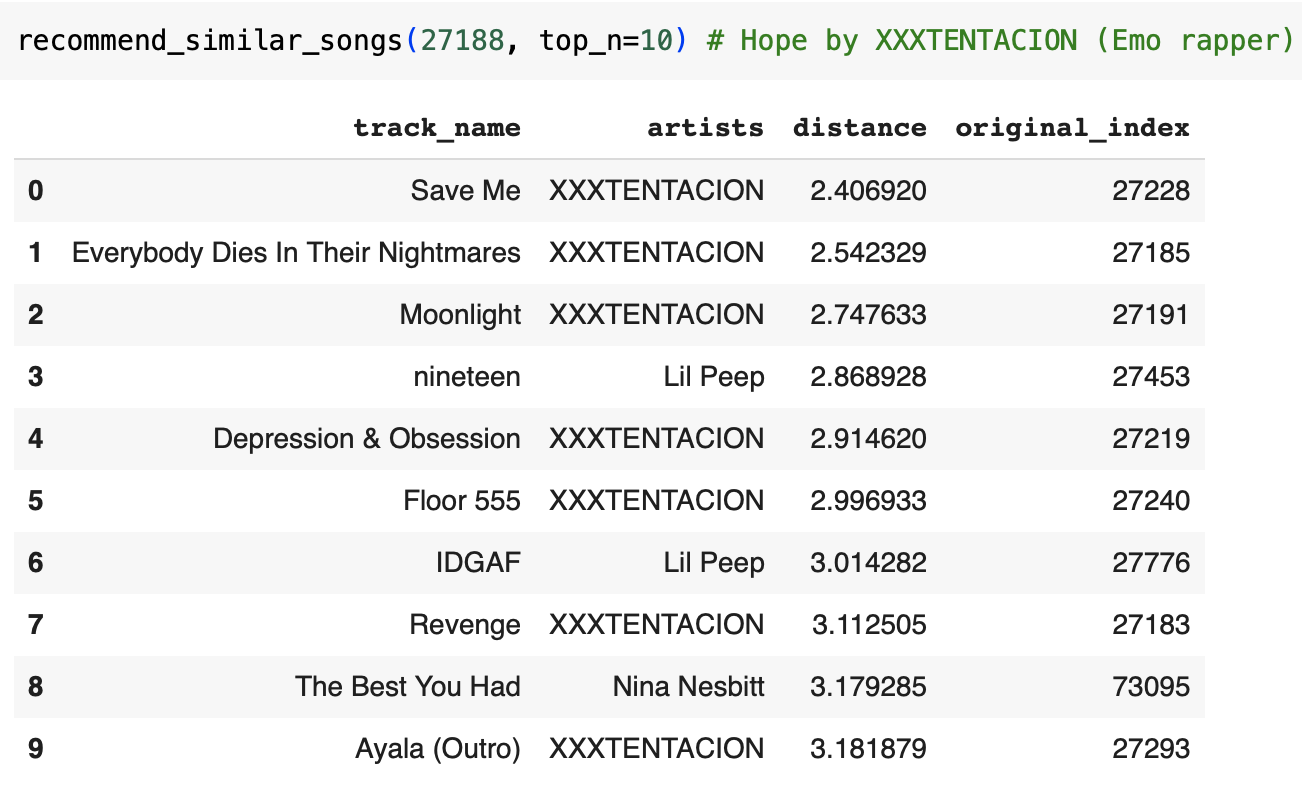 recommend_similar_songs(27188, top_n=10) # Hope by XXXTENTACION (Emo rapper)
track_name artists distance original_index
0 Save Me XXXTENTACION 2.406920 27228
1 Everybody Dies In Their Nightmares XXXTENTACION 2.542329 27185
2 Moonlight XXXTENTACION 2.747633 27191
3 nineteen Lil Peep 2.868928 27453
4 Depression & Obsession XXXTENTACION 2.914620 27219
5 Floor 555 XXXTENTACION 2.996933 27240
6 IDGAF Lil Peep 3.014282 27776
7 Revenge XXXTENTACION 3.112505 27183
8 The Best You Had Nina Nesbitt 3.179285 73095
9 Ayala (Outro) XXXTENTACION 3.181879 27293